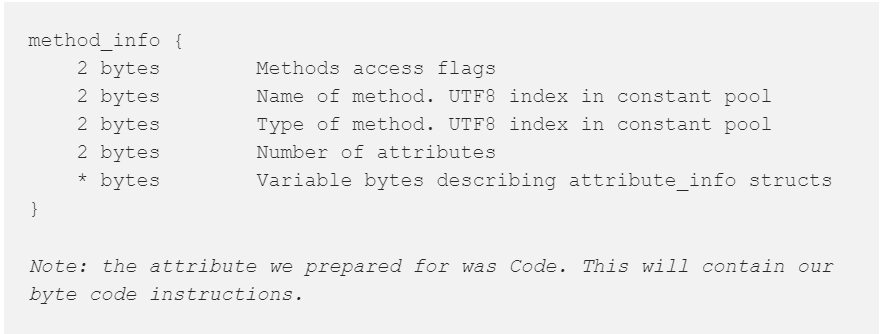 method_info {
    2 bytes        Methods access flags
    2 bytes        Name of method. UTF8 index in constant pool
    2 bytes        Type of method. UTF8 index in constant pool
    2 bytes        Number of attributes
    * bytes        Variable bytes describing attribute_info structs
}
Note: the attribute we prepared for was Code. This will contain our
byte code instructions.